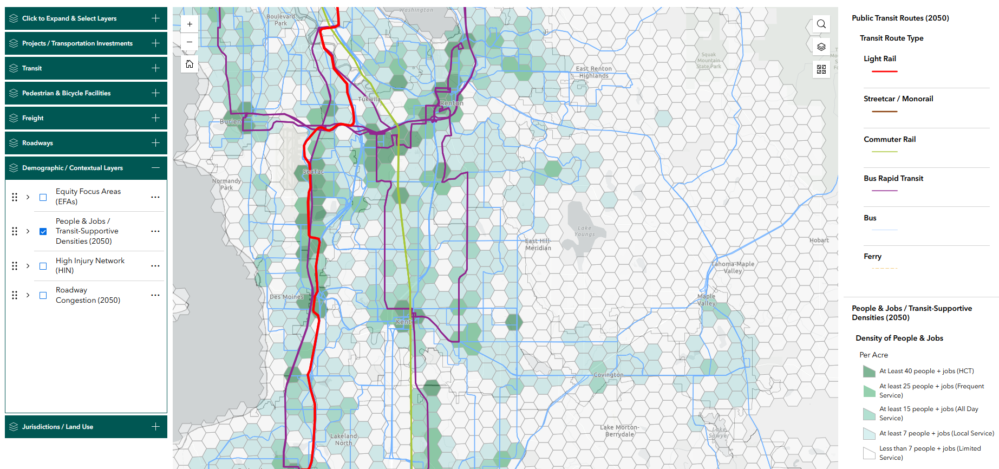 Click to Expand & Select Layers
Projects / Transportation Investments
Transit
Pedestrian & Bicycle Facilities
Freight
Roadways
Demographic / Contextual Layers
Equity Focus Areas
(EFAs)
People & Jobs /
Transit-Supportive
Densities (2050)
High Injury Network
(HIN)
Roadway
Congestion (2050)
Jurisdictions / Land Use
Washington
Boulevard
Park
Squak
Mountain
State Park
East Renton
Highlands
Tukwila
Renton
Burien
SeaTac
Normandy
Park
Lake
Youngs
East Hill-
Meridian
Hobart
Tahoma-Maple
Valley
Des Moines
Maple
Valley
Kent
Covington
Lakeland
North
Lake Morton-
Berrydale
Lake
Sawyer
Public Transit Routes (2050)
Transit Route Type
Light Rail
Streetcar / Monorail
Commuter Rail
Bus Rapid Transit
Bus
Ferry
People & Jobs / Transit-Supportive
Densities (2050)
Density of People & Jobs
Per Acre
At Least 40 people + jobs (HCT)
At least 25 people + jobs (Frequent
Service)
At least 15 people + jobs (All Day
Service)
At least 7 people + jobs (Local Service)
Less than 7 people + jobs (Limited
Service)